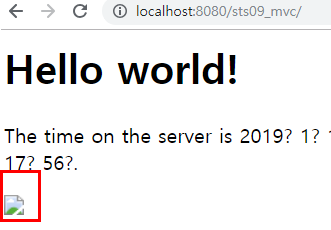 localhost:8080/sts09_mvc/
Hello world!
The time on the server is 2019? 1? 1
17? 56?.